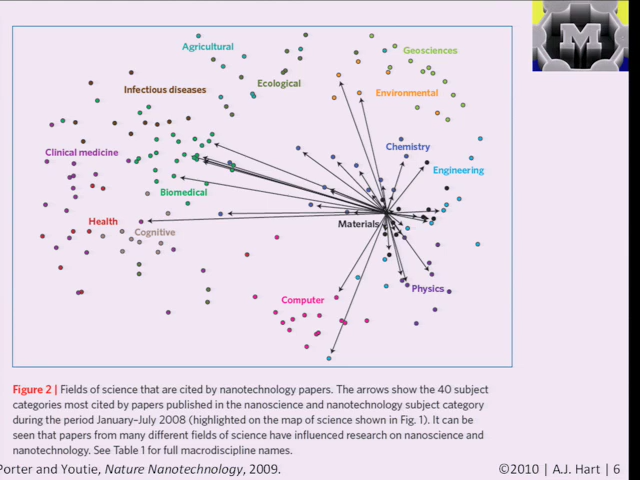 Agricultural
Geosciences
Ecological
Infectious diseases
Environmental
Clinical medicine
Chemistry
Engineering
Biomedical
Health
Cognitive
Materials
Physics
Computer
Figure 2 | Fields of science that are cited by nanotechnology papers. The arrows show the 40 subject
categories most cited by papers published in the nanoscience and nanotechnology subject category
during the period January–July 2008 (highlighted on the map of science shown in Fig. 1). It can be
seen that papers from many different fields of science have influenced research on nanoscience and
nanotechnology. See Table 1 for full macrodiscipline names.
Porter and Youtie, Nature Nanotechnology, 2009.
©2010 | A.J. Hart | 6
M